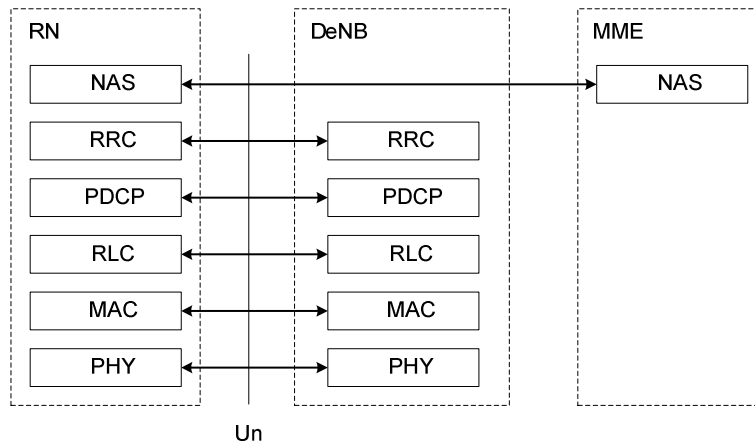 RN DeNB MME
NAS NAS
RRC RRC
PDCP PDCP
RLC RLC
MAC MAC
PHY PHY
Un